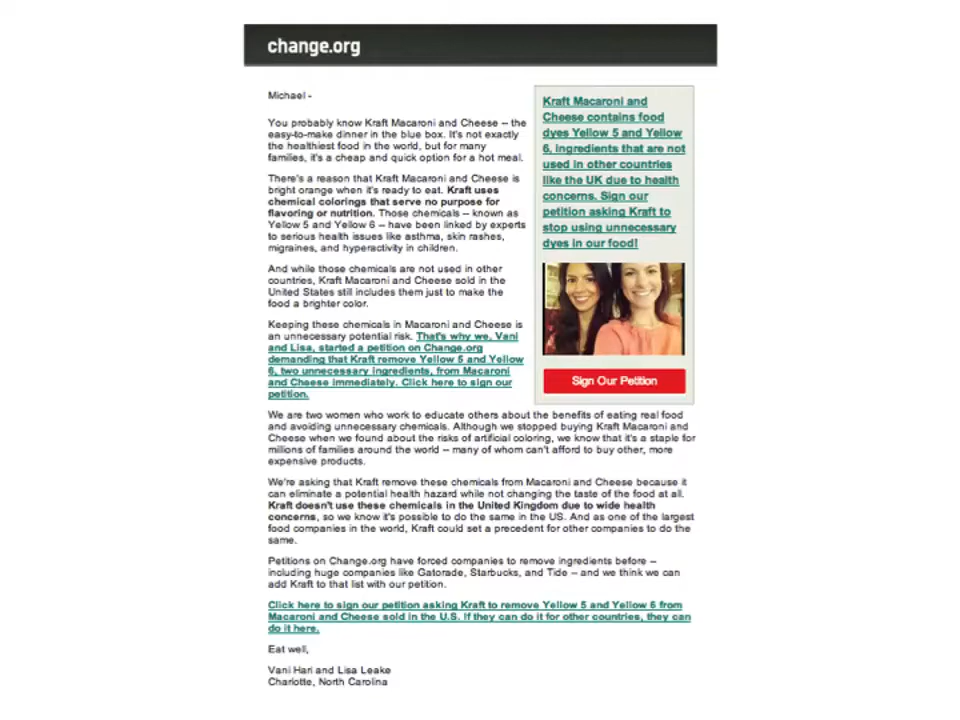 change.org
Michael -
You probably know Kraft Macaroni and Cheese -- the
easy-to-make dinner in the blue box. It's not exactly
the healthiest food in the world, but for many
families, it's a cheap and quick option for a hot meal.
There's a reason that Kraft Macaroni and Cheese is
bright orange when it's ready to eat. Kraft uses
chemical colorings that serve no purpose for
flavoring or nutrition. Those chemicals -- known as
Yellow 5 and Yellow 6 -- have been linked by experts
to serious health issues like asthma, skin rashes,
migraines, and hyperactivity in children.
And while those chemicals are not used in other
countries, Kraft Macaroni and Cheese sold in the
United States still includes them just to make the
food a brighter color.
Keeping these chemicals in Macaroni and Cheese is
an unnecessary potential risk. That's why we, Vani
and Lisa, started a petition on Change.org
demanding that Kraft remove Yellow 5 and Yellow
6, two unnecessary ingredients, from Macaroni
and Cheese immediately. Click here to sign our
petition.
Kraft Macaroni and
Cheese contains food
dyes Yellow 5 and Yellow
6, ingredients that are not
used in other countries
like the UK due to health
concerns. Sign our
petition asking Kraft to
stop using unnecessary
dyes in our food!
Sign Our Petition
We are two women who work to educate others about the benefits of eating real food
and avoiding unnecessary chemicals. Although we stopped buying Kraft Macaroni and
Cheese when we found about the risks of artificial coloring, we know that it's a staple for
millions of families around the world -- many of whom can't afford to buy other, more
expensive products.
We're asking that Kraft remove these chemicals from Macaroni and Cheese because it
can eliminate a potential health hazard while not changing the taste of the food at all.
Kraft doesn't use these chemicals in the United Kingdom due to wide health
concerns, so we know it's possible to do the same in the US. And as one of the largest
food companies in the world, Kraft could set a precedent for other companies to do the
same.
Petitions on Change.org have forced companies to remove ingredients before --
including huge companies like Gatorade, Starbucks, and Tide -- and we think we can
add Kraft to that list with our petition.
Click here to sign our petition asking Kraft to remove Yellow 5 and Yellow 6 from
Macaroni and Cheese sold in the U.S. If they can do it for other countries, they can
do it here.
Eat well,
Vani Hari and Lisa Leake
Charlotte, North Carolina